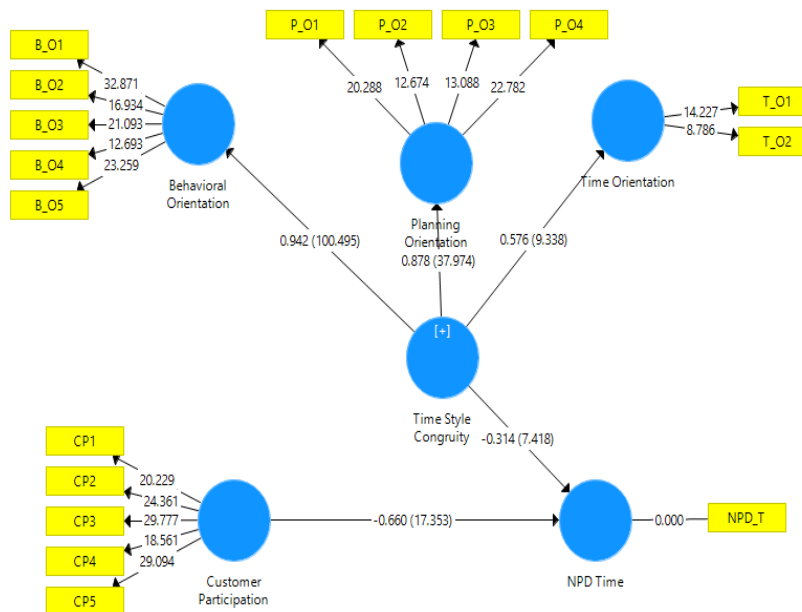 P_O1
P_O2
P_O3
P_O4
B_O1
B_O2
B_O3
B_O4
B_O5
32.871
16.934
21.093
12.693
23.259
20.288
12.674
13.088
22.782
T_O1
T_O2
14.227
8.786
Behavioral
Orientation
Planning
Orientation
Time Orientation
0.942 (100.495)
0.878 (37.974)
0.576 (9.338)
[+]
Time Style
Congruity
-0.314 (7.418)
CP1
CP2
CP3
CP4
CP5
20.229
24.361
29.777
18.561
29.094
Customer
Participation
-0.660 (17.353)
NPD Time
0.000
NPD_T